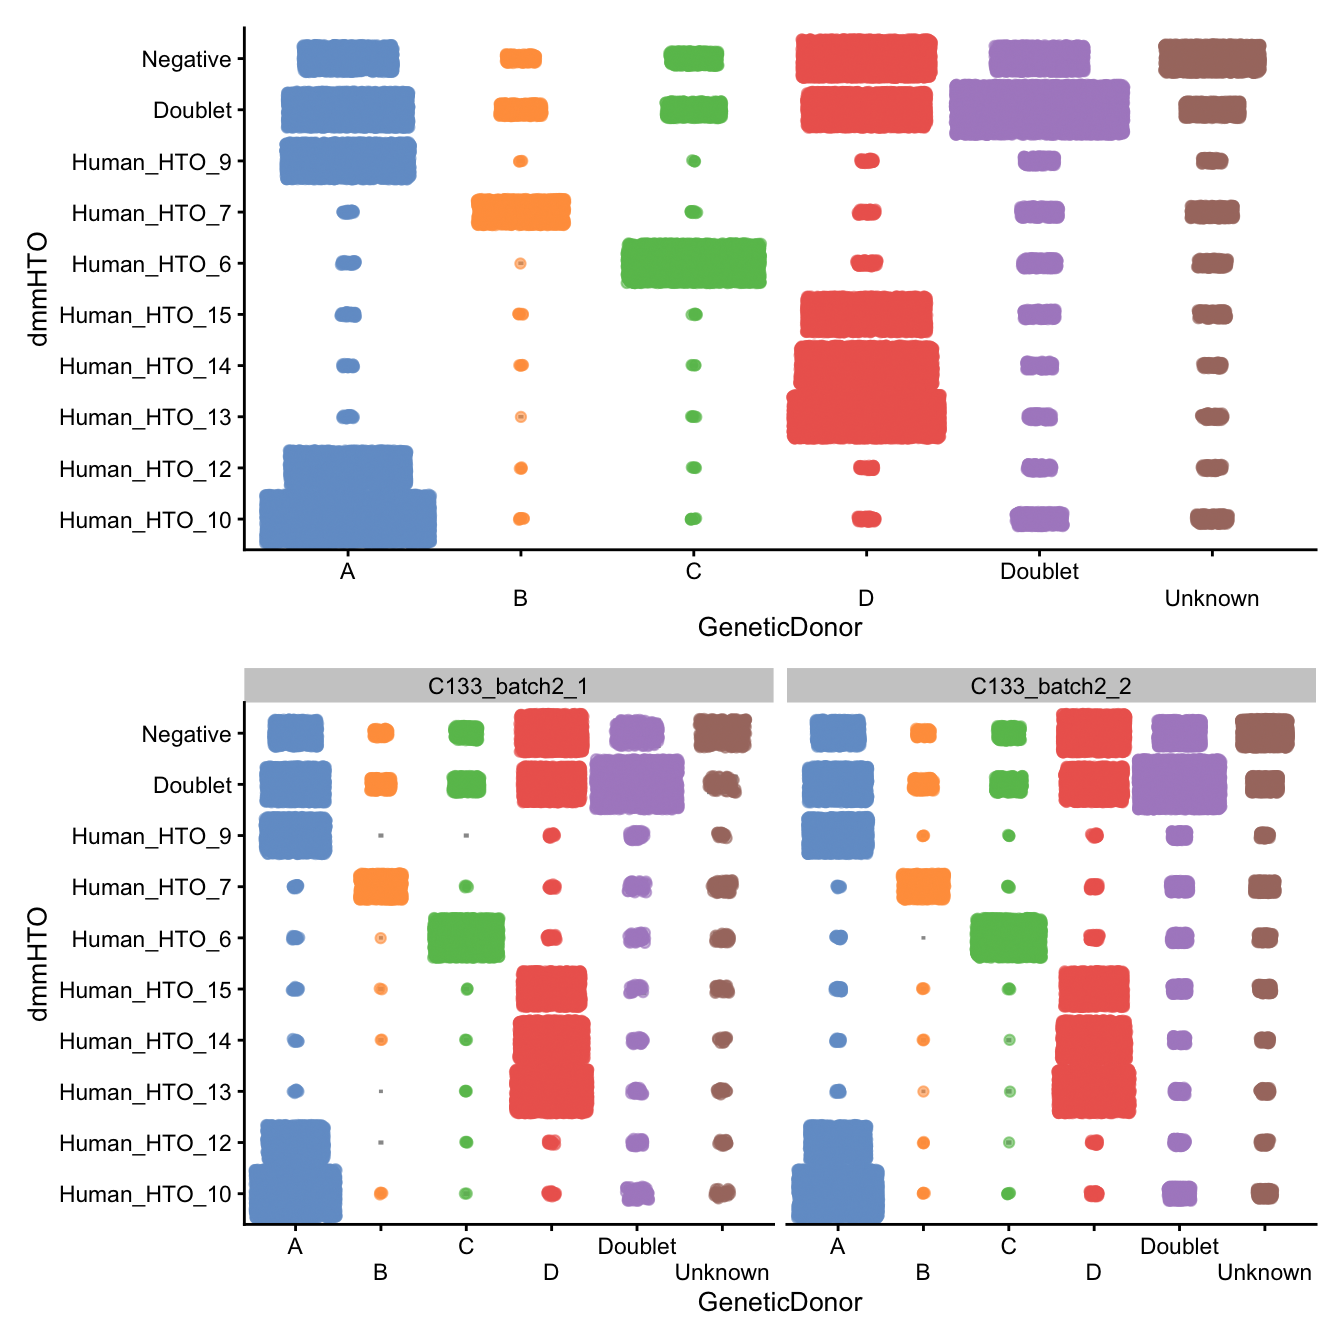 dmmHTO
Negative
Doublet
Human_HTO_9
Human_HTO_7
Human_HTO_6
Human_HTO_15
Human_HTO_14
Human_HTO_13
Human_HTO_12
Human_HTO_10
A C Doublet
B D Unknown
GeneticDonor
C133_batch2_1 C133_batch2_2
dmmHTO
Negative
Doublet
Human_HTO_9
Human_HTO_7
Human_HTO_6
Human_HTO_15
Human_HTO_14
Human_HTO_13
Human_HTO_12
Human_HTO_10
A C Doublet A C Doublet
B D Unknown B D Unknown
GeneticDonor